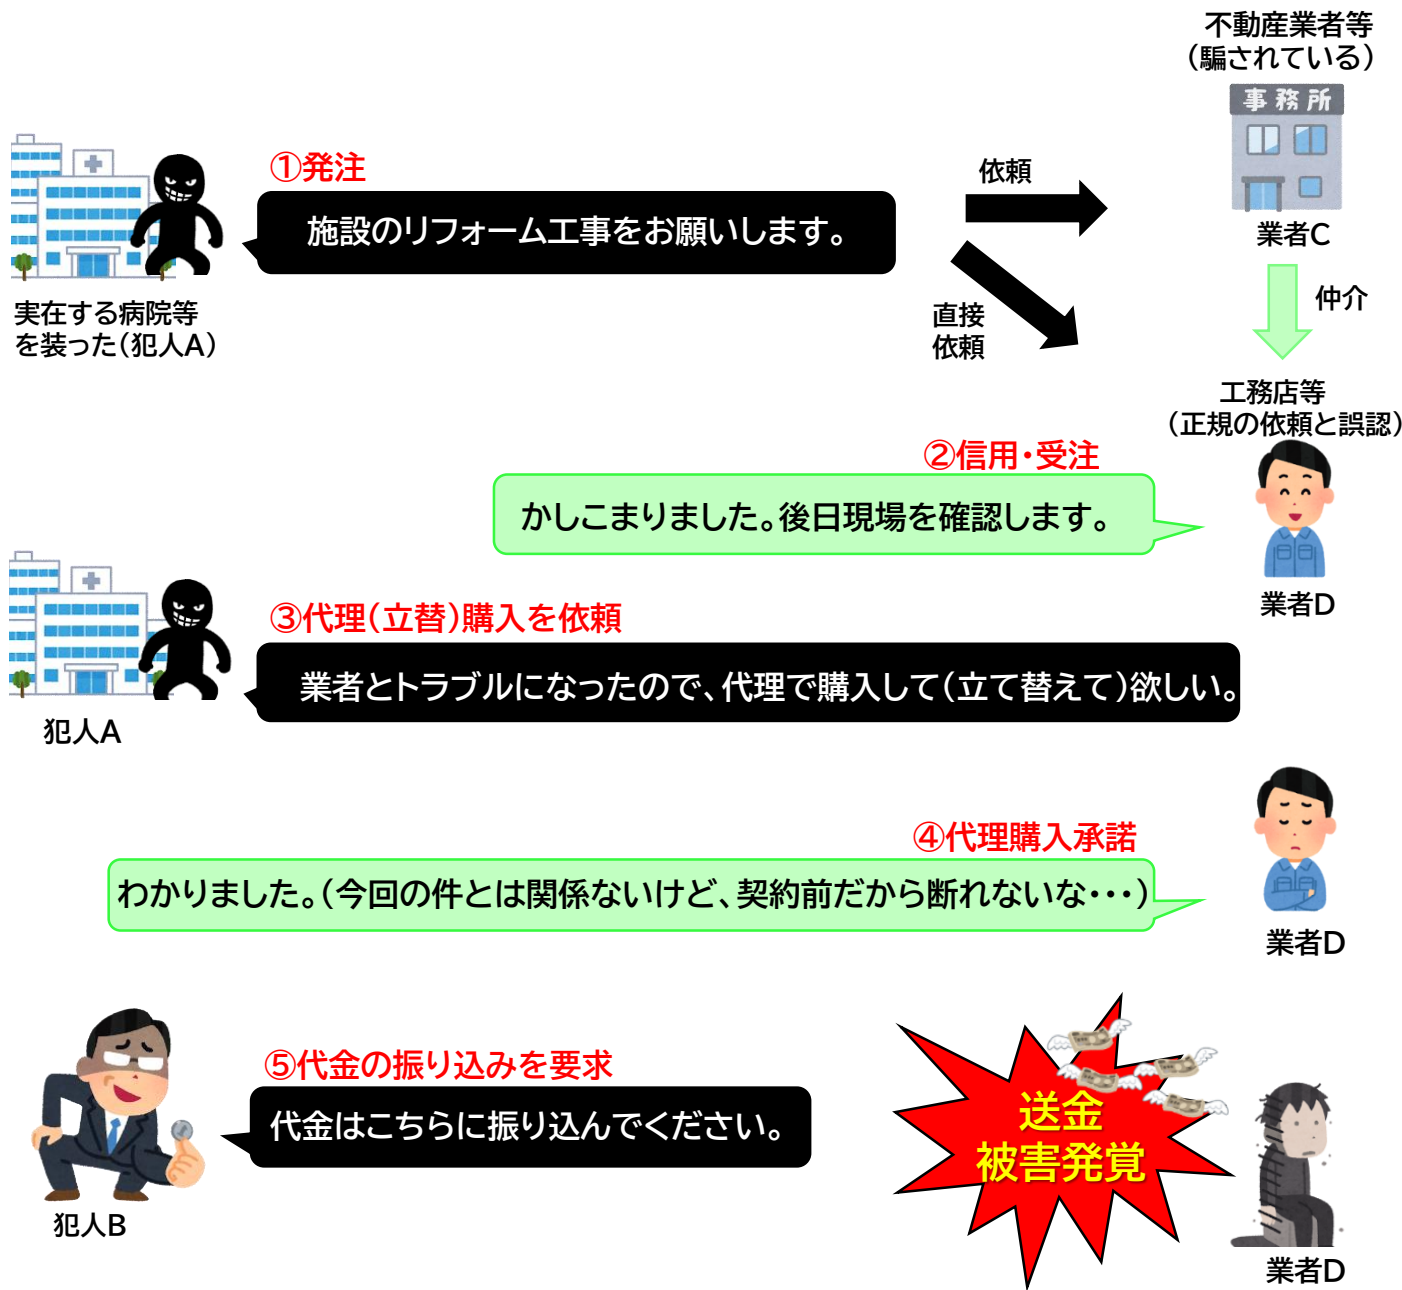 不動産業者等
（騙されている）
事務所
業者C
①発注
施設のリフォーム工事をお願いします。
依頼
直接
依頼
仲介
実在する病院等
を装った（犯人A）
工務店等
（正規の依頼と誤認）
②信用・受注
かしこまりました。後日現場を確認します。
業者D
③代理（立替）購入を依頼
業者とトラブルになったので、代理で購入して（立て替えて）欲しい。
犯人A
④代理購入承諾
わかりました。（今回の件とは関係ないけど、契約前だから断れないな・・・）
業者D
⑤代金の振り込みを要求
代金はこちらに振り込んでください。
犯人B
送金
被害発覚
業者D